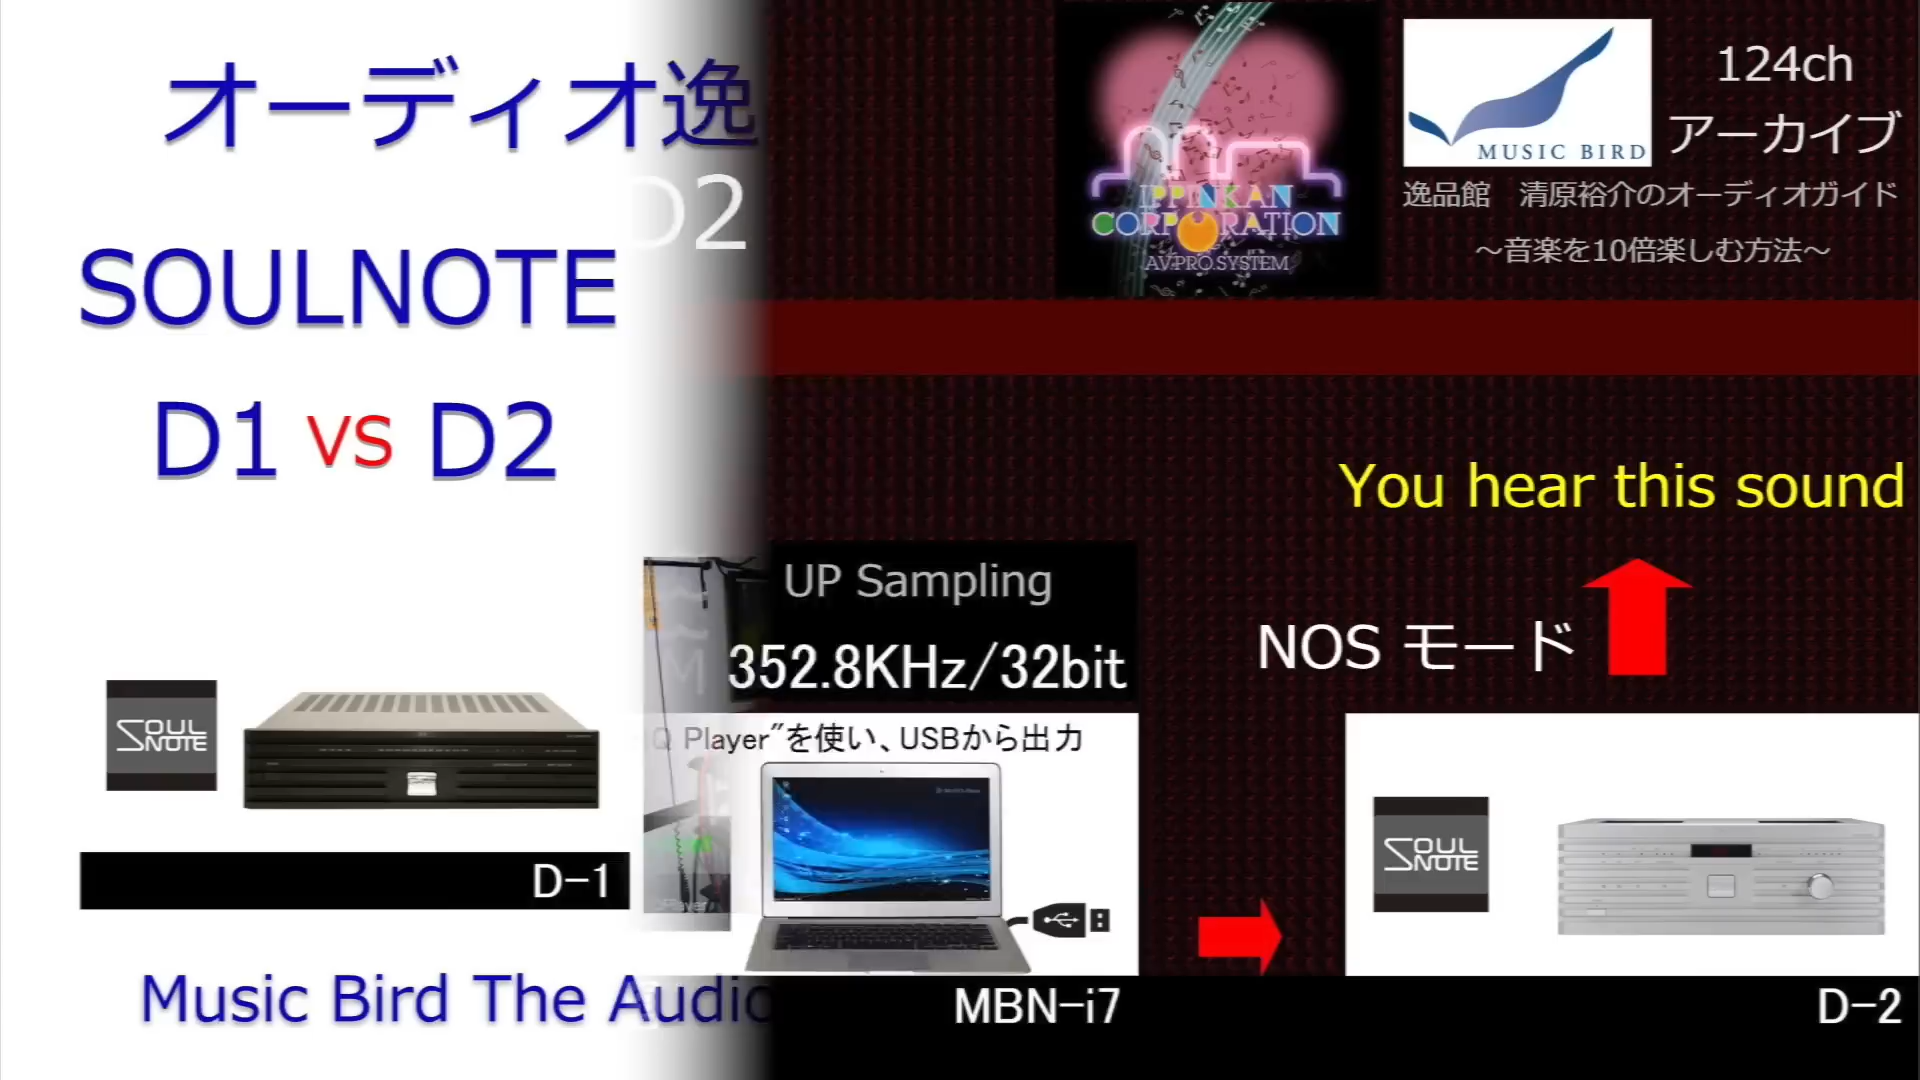 オーディオ逸
D2
SOULNOTE
D1 VS D2
SOUL NOTE
D-1
Music Bird The Audio
IPPINKAN
CORPORATION
AV.PRO.SYSTEM
MUSIC BIRD
124ch
アーカイブ
逸品館　清原裕介のオーディオガイド
～音楽を10倍楽しむ方法～
You hear this sound
UP Sampling
352.8KHz/32bit
NOS モード
Q Player”を使い、USBから出力
MBN-i7
SOUL NOTE
D-2